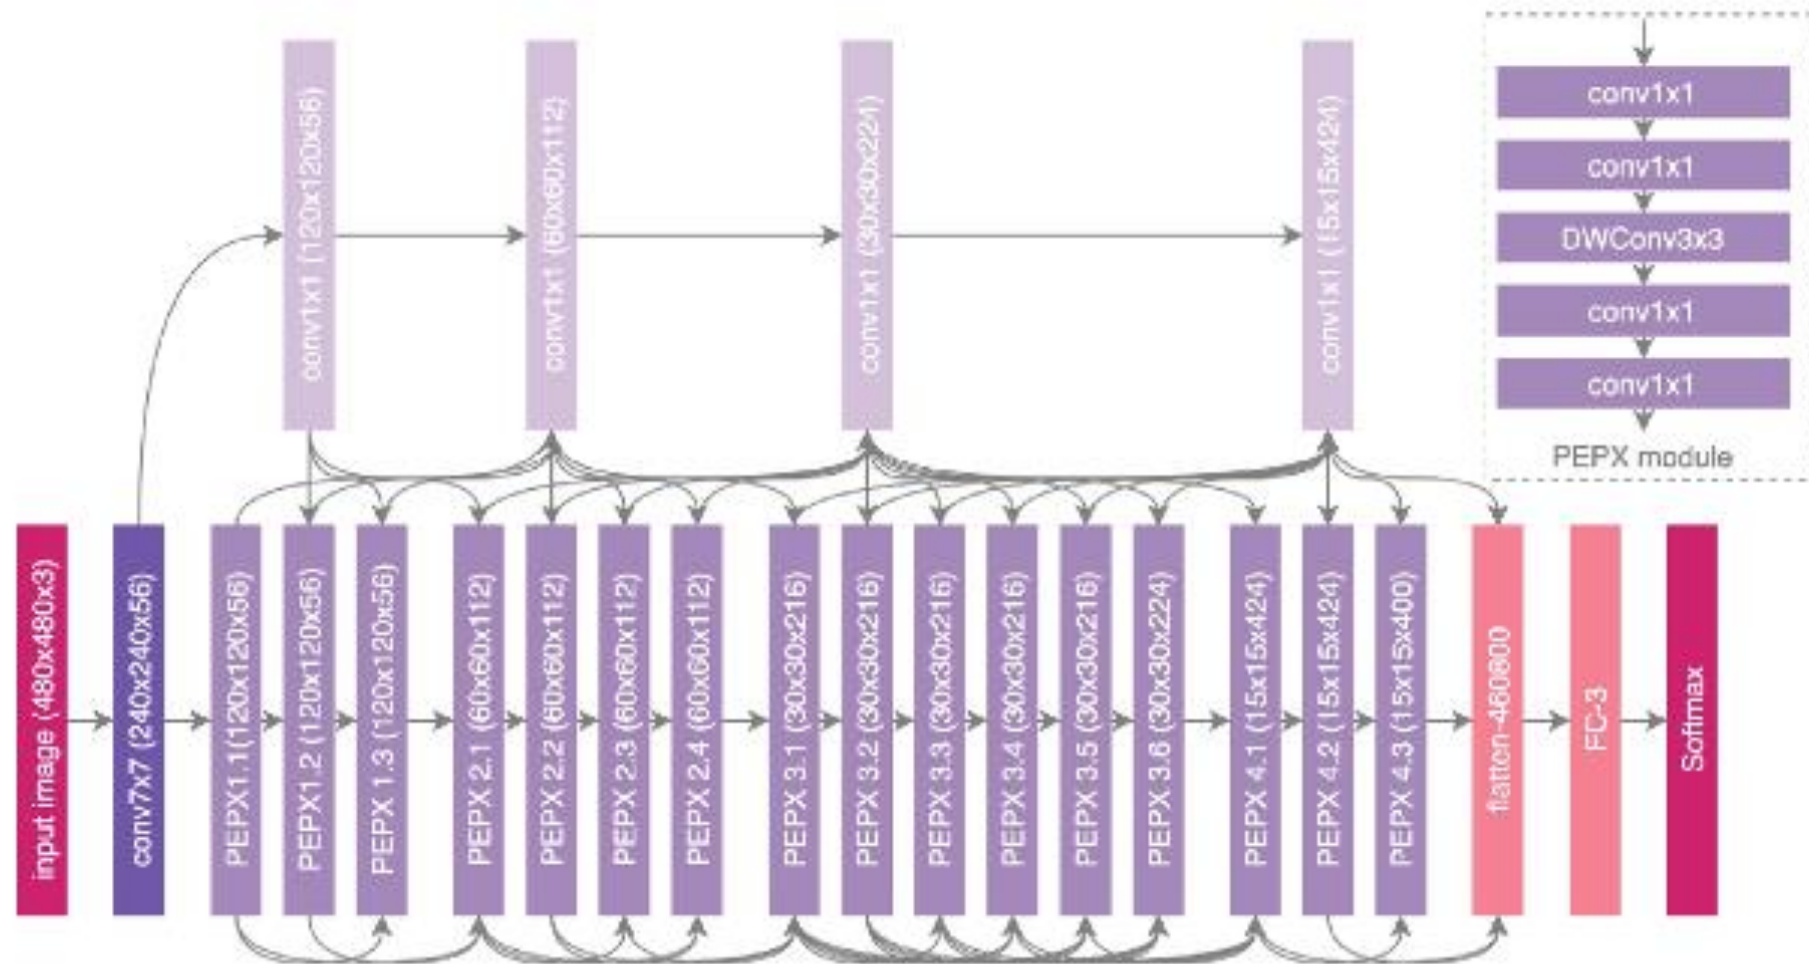 conv1x1 (120x120x56)
conv1x1 (60x60x112)
conv1x1 (30x30x224)
conv1x1 (15x15x424)
conv1x1
conv1x1
DWConv3x3
conv1x1
conv1x1
PEPX module
input image (480x480x3)
conv7x7 (240x240x56)
PEPX1.1(120x120x56)
PEPX1.2 (120x120x56)
PEPX 1.3 (120x120x56)
PEPX 2.1 (60x60x112)
PEPX 2.2 (60x60x112)
PEPX 2.3 (60x60x112)
PEPX 2.4 (60x60x112)
PEPX 3.1 (30x30x216)
PEPX 3.2 (30x30x216)
PEPX 3.3 (30x30x216)
PEPX 3.4 (30x30x216)
PEPX 3.5 (30x30x216)
PEPX 3.6 (30x30x224)
PEPX 4.1 (15x15x424)
PEPX 4.2 (15x15x424)
PEPX 4.3 (15x15x400)
flatten-460800
FC-3
Softmax